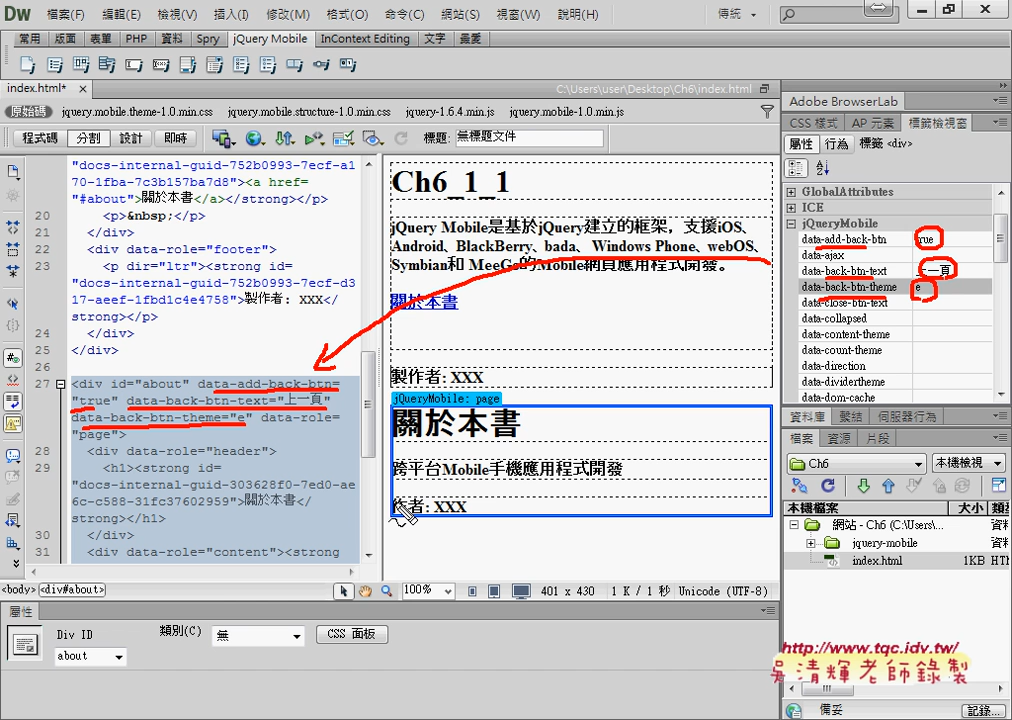 Dw 檔案(F) 編輯(E) 檢視(V) 插入(I) 修改(M) 格式(O) 命令(C) 網站(S) 視窗(W) 說明(H) 傳統
常用 版面 表單 PHP 資料 Spry jQuery Mobile InContext Editing 文字 最愛
index.html* C:\Users\user\Desktop\Ch6\index.html
原始碼 jquery.mobile.theme-1.0.min.css jquery.mobile.structure-1.0.min.css jquery-1.6.4.min.js jquery.mobile-1.0.min.js
程式碼 分割 設計 即時 標題: 無標題文件
"docs-internal-guid-752b0993-7ecf-a1
70-1fba-7c3b157ba7d8"><a href=
"#about">關於本書</a></strong></p>
20 <p>&nbsp;</p>
21 </div>
22 <div data-role="footer">
23 <p dir="ltr"><strong id=
"docs-internal-guid-752b0993-7ecf-d3
17-aeef-1fbd1c4e4758">製作者: XXX</
strong></p>
24 </div>
25 </div>
26
27 <div id="about" data-add-back-btn=
"true" data-back-btn-text="上一頁"
data-back-btn-theme="e" data-role=
"page">
28 <div data-role="header">
29 <h1><strong id=
"docs-internal-guid-303628f0-7ed0-ae
6c-c588-31fc37602959">關於本書</
strong></h1>
30 </div>
31 <div data-role="content"><strong
Ch6_1_1
jQuery Mobile是基於jQuery建立的框架，支援iOS、
Android、BlackBerry、bada、Windows Phone、webOS、
Symbian和 MeeGo的Mobile網頁應用程式開發。
關於本書
製作者: XXX
jQueryMobile: page
關於本書
跨平台Mobile手機應用程式開發
作者: XXX
<body> <div#about> 100% 401 x 430 1 K / 1 秒 Unicode (UTF-8)
屬性
Div ID 類別(C) 無 CSS 面板
about
Adobe BrowserLab
CSS 樣式 AP 元素 標籤檢視窗
屬性 行為 標籤 <div>
GlobalAttributes
ICE
jQueryMobile
data-add-back-btn true
data-ajax
data-back-btn-text 上一頁
data-back-btn-theme e
data-close-btn-text
data-collapsed
data-content-theme
data-count-theme
data-direction
data-dividertheme
data-dom-cache
資料庫 繫結 伺服器行為
檔案 資源 片段
Ch6 本機檢視
本機檔案 大小 類型
網站 - Ch6 (C:\Users\... 資料
jquery-mobile 資料
index.html 1KB HTM
http://www.tqc.idv.tw/
吳清輝老師錄製
備妥 記錄...